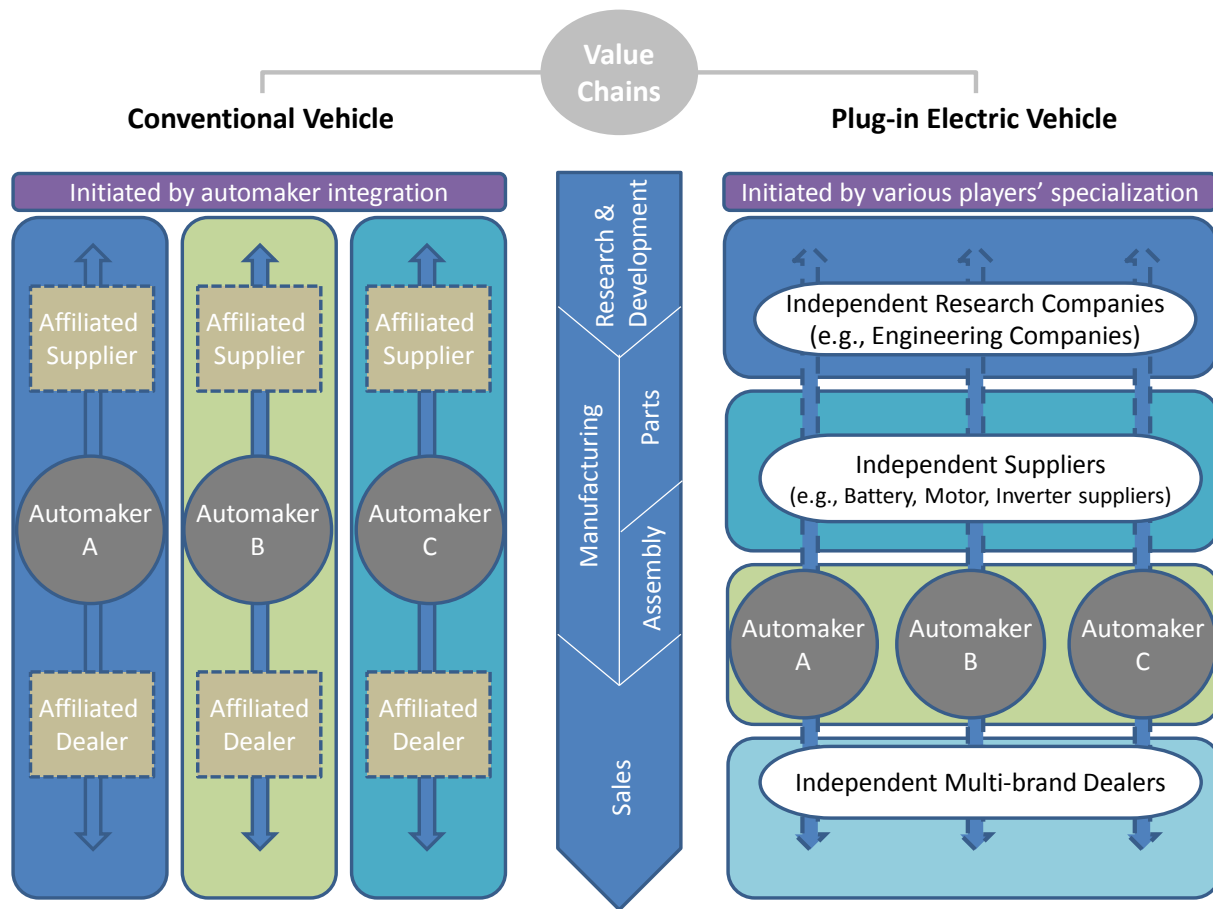 Value
Chains
Conventional Vehicle
Plug-in Electric Vehicle
Initiated by automaker integration
Affiliated
Supplier
Affiliated
Supplier
Affiliated
Supplier
Automaker
A
Automaker
B
Automaker
C
Affiliated
Dealer
Affiliated
Dealer
Affiliated
Dealer
Research &
Development
Manufacturing
Parts
Assembly
Sales
Initiated by various players’ specialization
Independent Research Companies
(e.g., Engineering Companies)
Independent Suppliers
(e.g., Battery, Motor, Inverter suppliers)
Automaker
A
Automaker
B
Automaker
C
Independent Multi-brand Dealers